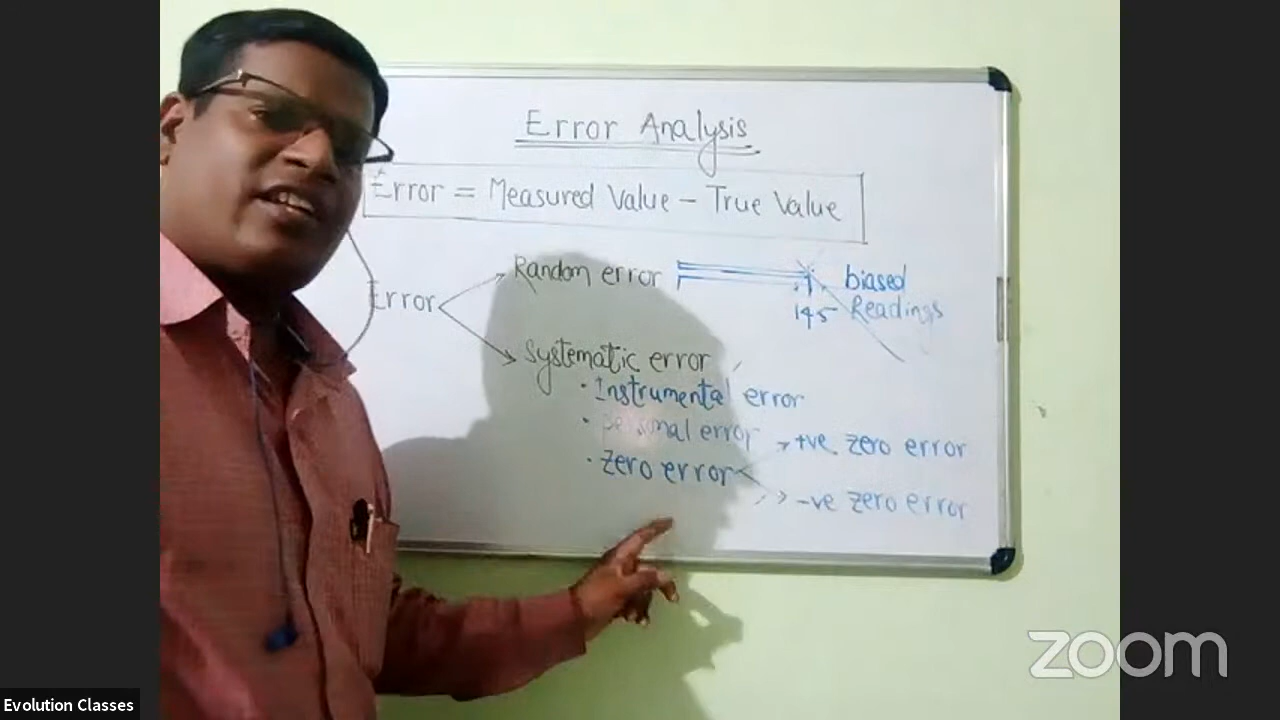 Error Analysis
Error = Measured Value - True Value
Random error
biased
145 Readings
Error
Systematic error
· Instrumental error
· Personal error
+ve zero error
· Zero error
-ve zero error
zoom
Evolution Classes